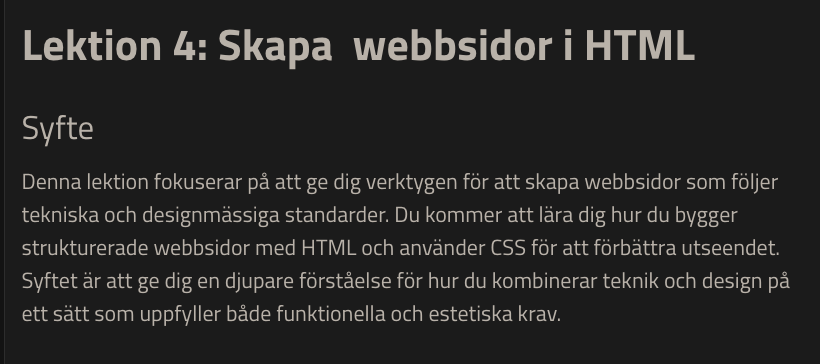 Lektion 4: Skapa  webbsidor i HTML
Syfte
Denna lektion fokuserar på att ge dig verktygen för att skapa webbsidor som följer
tekniska och designmässiga standarder. Du kommer att lära dig hur du bygger
strukturerade webbsidor med HTML och använder CSS för att förbättra utseendet.
Syftet är att ge dig en djupare förståelse för hur du kombinerar teknik och design på
ett sätt som uppfyller både funktionella och estetiska krav.